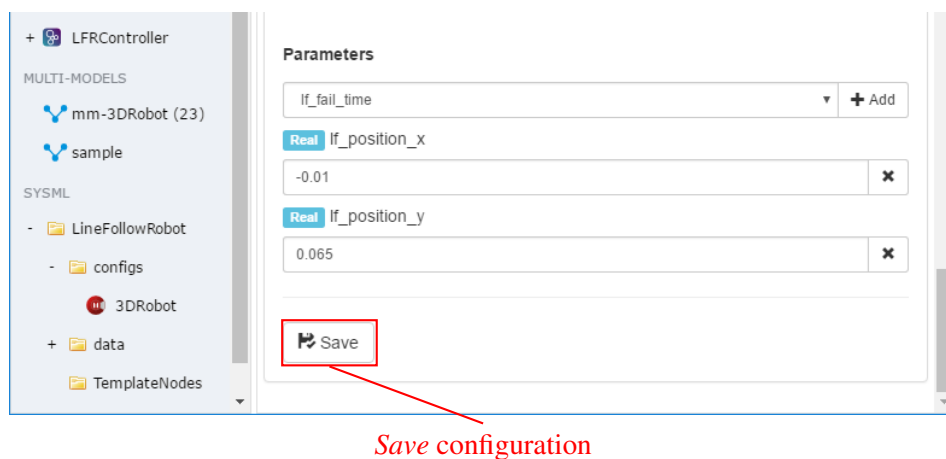 + LFRController
MULTI-MODELS
mm-3DRobot (23)
sample
SYSML
- LineFollowRobot
- configs
3DRobot
+ data
TemplateNodes
Parameters
lf_fail_time
+ Add
Real lf_position_x
-0.01
Real lf_position_y
0.065
Save
Save configuration